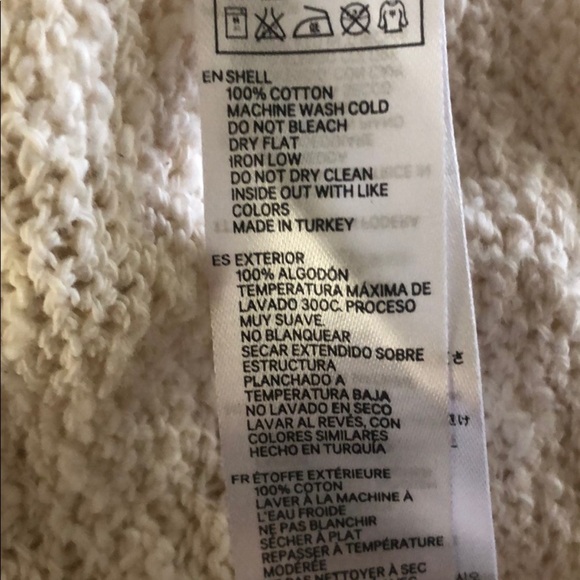 EN SHELL
100% COTTON
MACHINE WASH COLD
DO NOT BLEACH
DRY FLAT
IRON LOW
DO NOT DRY CLEAN
INSIDE OUT WITH LIKE
COLORS
MADE IN TURKEY
ES EXTERIOR
100% ALGODÓN
TEMPERATURA MÁXIMA DE
LAVADO 30OC. PROCESO
MUY SUAVE.
NO BLANQUEAR
SECAR EXTENDIDO SOBRE
ESTRUCTURA
PLANCHADO A
TEMPERATURA BAJA
NO LAVADO EN SECO
LAVAR AL REVÉS, CON
COLORES SIMILARES
HECHO EN TURQUÍA
FR ÉTOFFE EXTÉRIEURE
100% COTON
LAVER À LA MACHINE À
L'EAU FROIDE
NE PAS BLANCHIR
SÉCHER À PLAT
REPASSER À TEMPÉRATURE
MODÉRÉE
NETTOYER À SEC